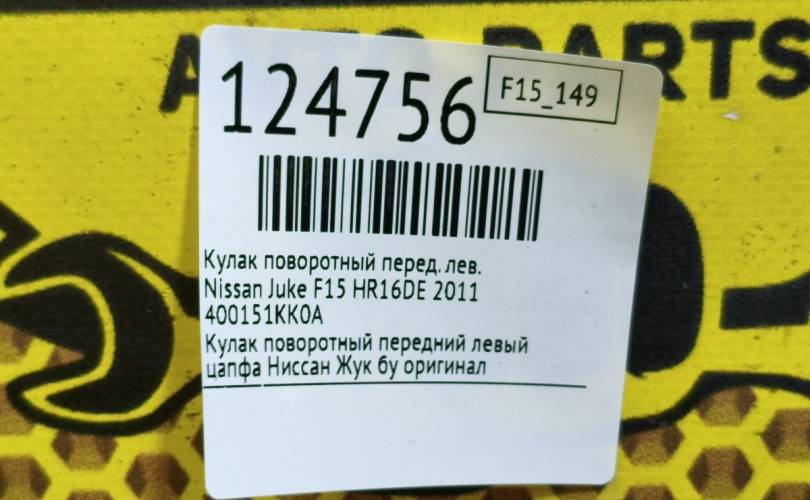 PARTS
124756
F15_149
Кулак поворотный перед. лев.
Nissan Juke F15 HR16DE 2011
400151KK0A
Кулак поворотный передний левый
цапфа Ниссан Жук бу оригинал